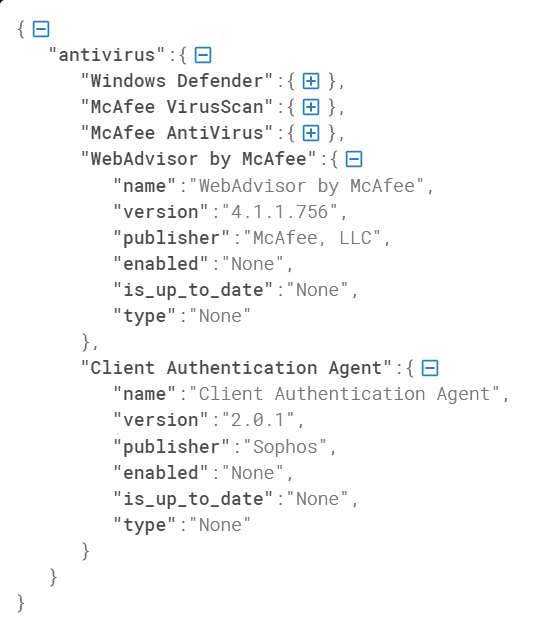 {
"antivirus":{
"Windows Defender":{ },
"McAfee VirusScan":{ },
"McAfee AntiVirus":{ },
"WebAdvisor by McAfee":{
"name":"WebAdvisor by McAfee",
"version":"4.1.1.756",
"publisher":"McAfee, LLC",
"enabled":"None",
"is_up_to_date":"None",
"type":"None"
},
"Client Authentication Agent":{
"name":"Client Authentication Agent",
"version":"2.0.1",
"publisher":"Sophos",
"enabled":"None",
"is_up_to_date":"None",
"type":"None"
}
}
}